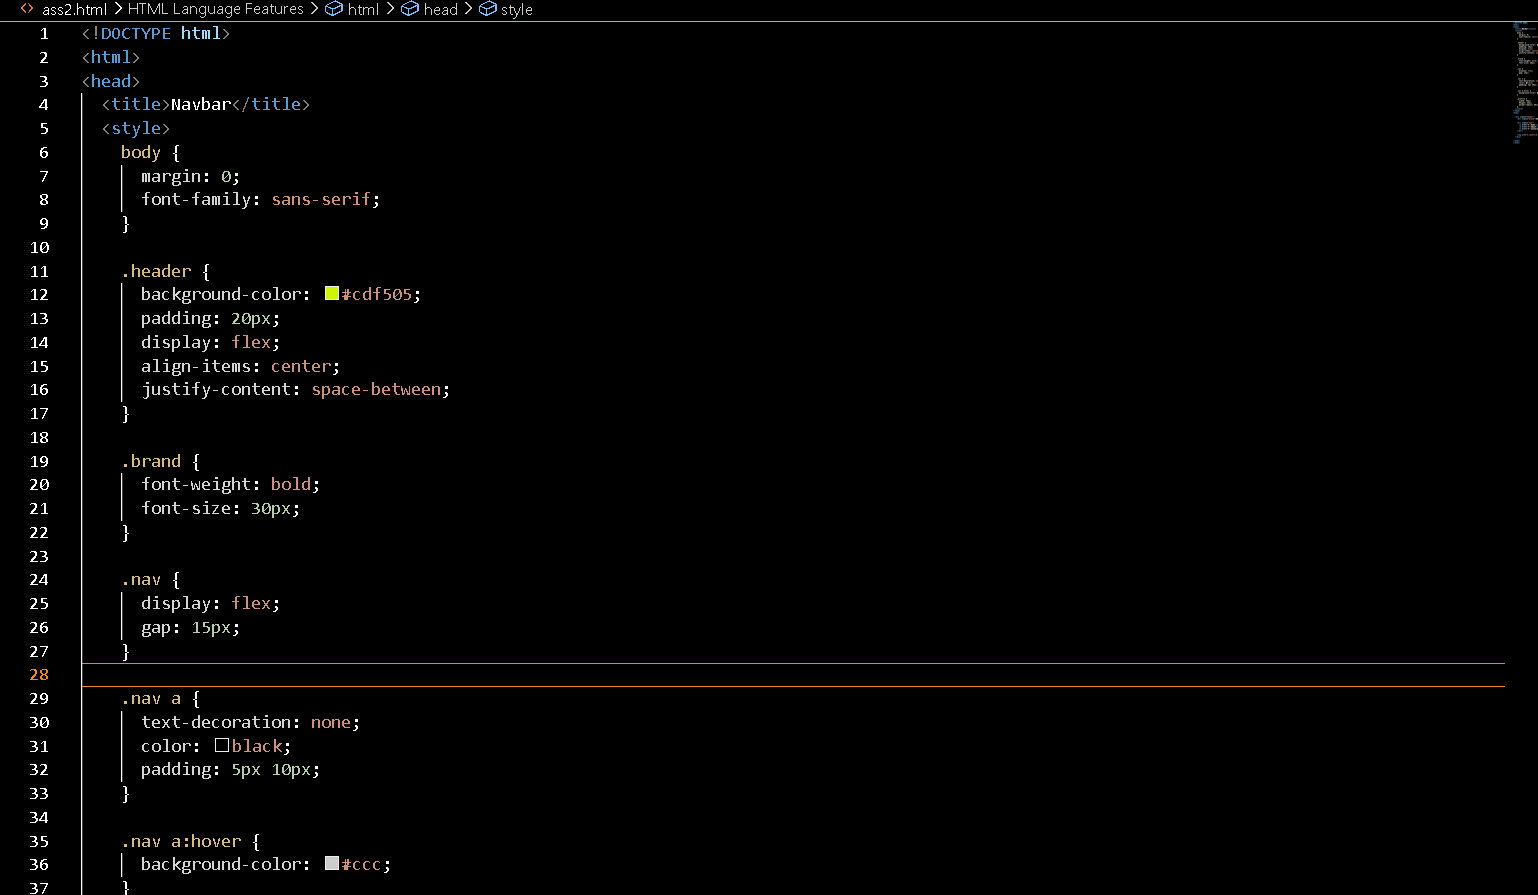 <> ass2.html > HTML Language Features > html > head > style
1 <!DOCTYPE html>
2 <html>
3 <head>
4 <title>Navbar</title>
5 <style>
6 body {
7 margin: 0;
8 font-family: sans-serif;
9 }
10
11 .header {
12 background-color: #cdf505;
13 padding: 20px;
14 display: flex;
15 align-items: center;
16 justify-content: space-between;
17 }
18
19 .brand {
20 font-weight: bold;
21 font-size: 30px;
22 }
23
24 .nav {
25 display: flex;
26 gap: 15px;
27 }
28
29 .nav a {
30 text-decoration: none;
31 color: black;
32 padding: 5px 10px;
33 }
34
35 .nav a:hover {
36 background-color: #ccc;
37 }